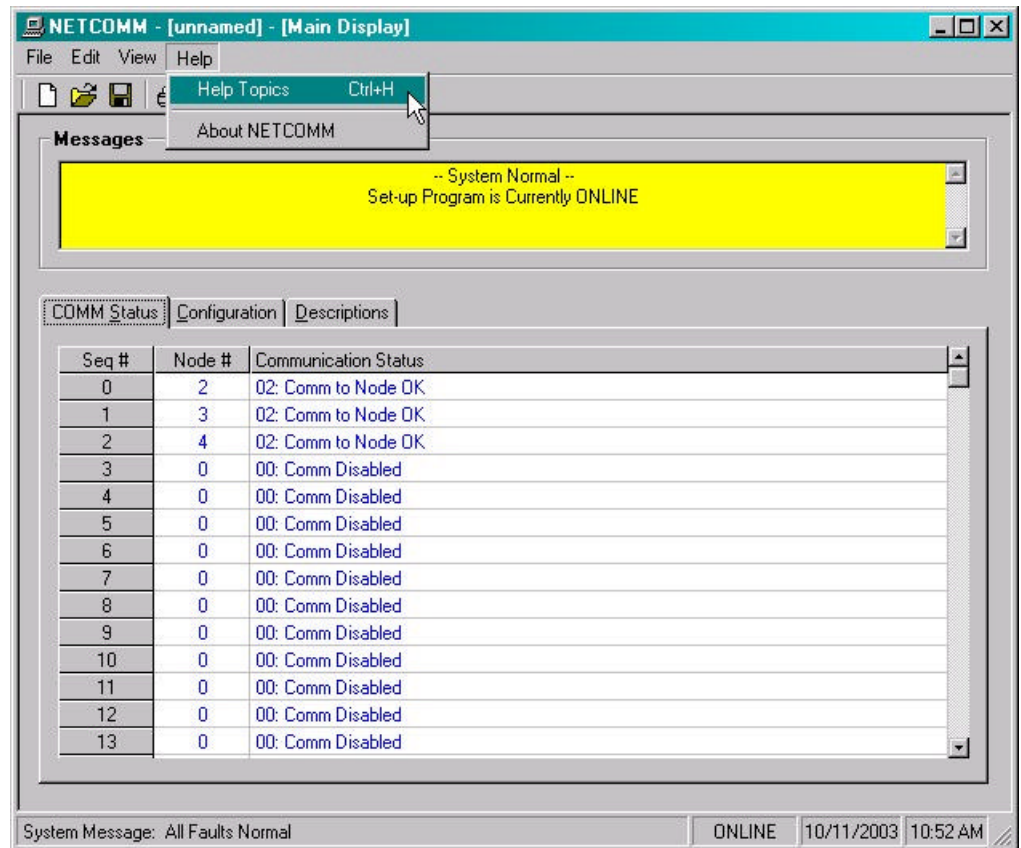 NETCOMM - [unnamed] - [Main Display]
File Edit View Help
Help Topics Ctrl+H
About NETCOMM
Messages
-- System Normal --
Set-up Program is Currently ONLINE
COMM Status Configuration Descriptions
Seq # Node # Communication Status
0 2 02: Comm to Node OK
1 3 02: Comm to Node OK
2 4 02: Comm to Node OK
3 0 00: Comm Disabled
4 0 00: Comm Disabled
5 0 00: Comm Disabled
6 0 00: Comm Disabled
7 0 00: Comm Disabled
8 0 00: Comm Disabled
9 0 00: Comm Disabled
10 0 00: Comm Disabled
11 0 00: Comm Disabled
12 0 00: Comm Disabled
13 0 00: Comm Disabled
System Message: All Faults Normal ONLINE 10/11/2003 10:52 AM